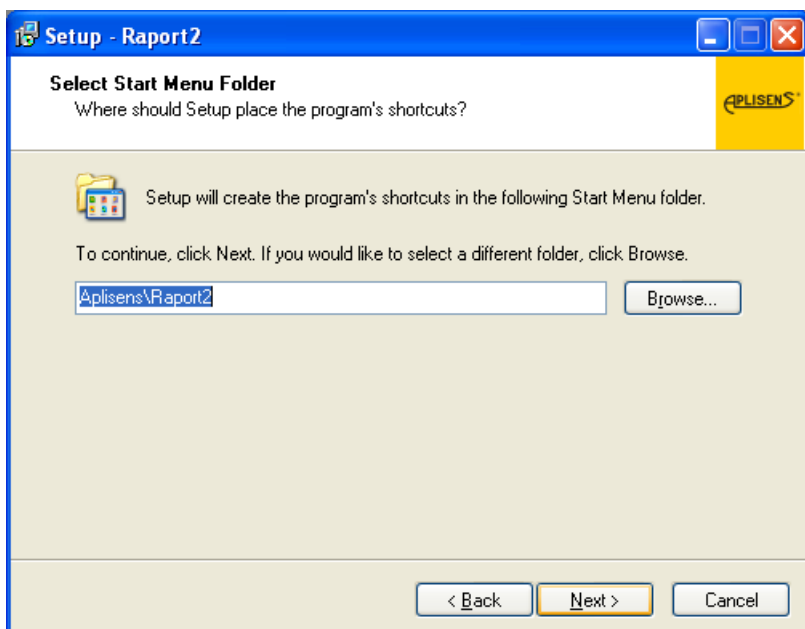 Setup - Raport2
Select Start Menu Folder
Where should Setup place the program's shortcuts?
APLISENS
Setup will create the program's shortcuts in the following Start Menu folder.
To continue, click Next. If you would like to select a different folder, click Browse.
Aplisens\Raport2
Browse...
< Back
Next >
Cancel